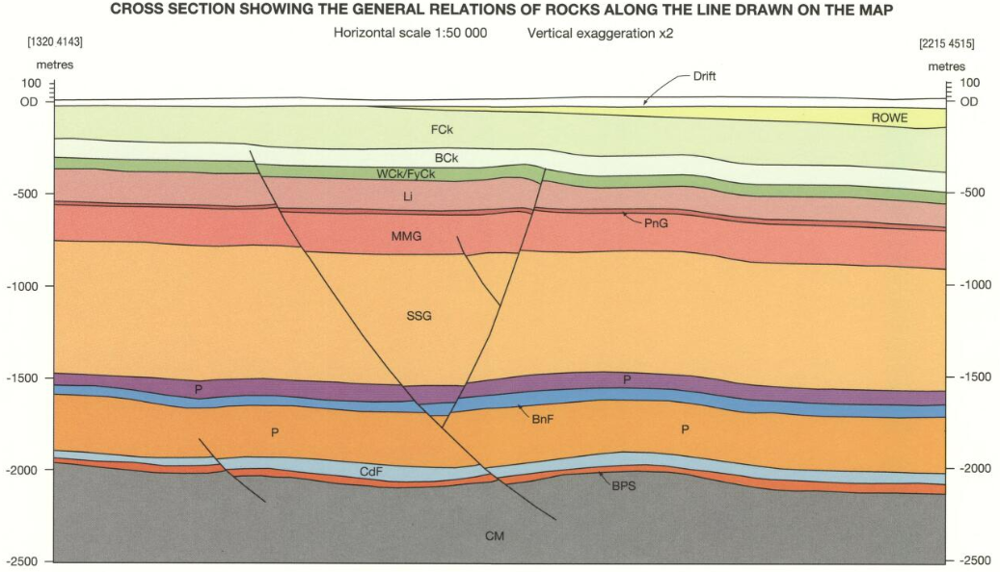 CROSS SECTION SHOWING THE GENERAL RELATIONS OF ROCKS ALONG THE LINE DRAWN ON THE MAP
Horizontal scale 1:50 000 Vertical exaggeration x2
[1320 4143] [2215 4515]
metres metres
Drift
100 100
OD OD
ROWE
FCk
BCk
WCk/FyCk
-500 -500
Li
PnG
MMG
-1000 -1000
SSG
-1500 -1500
P P
BnF
P P
-2000 -2000
CdF
BPS
CM
-2500 -2500